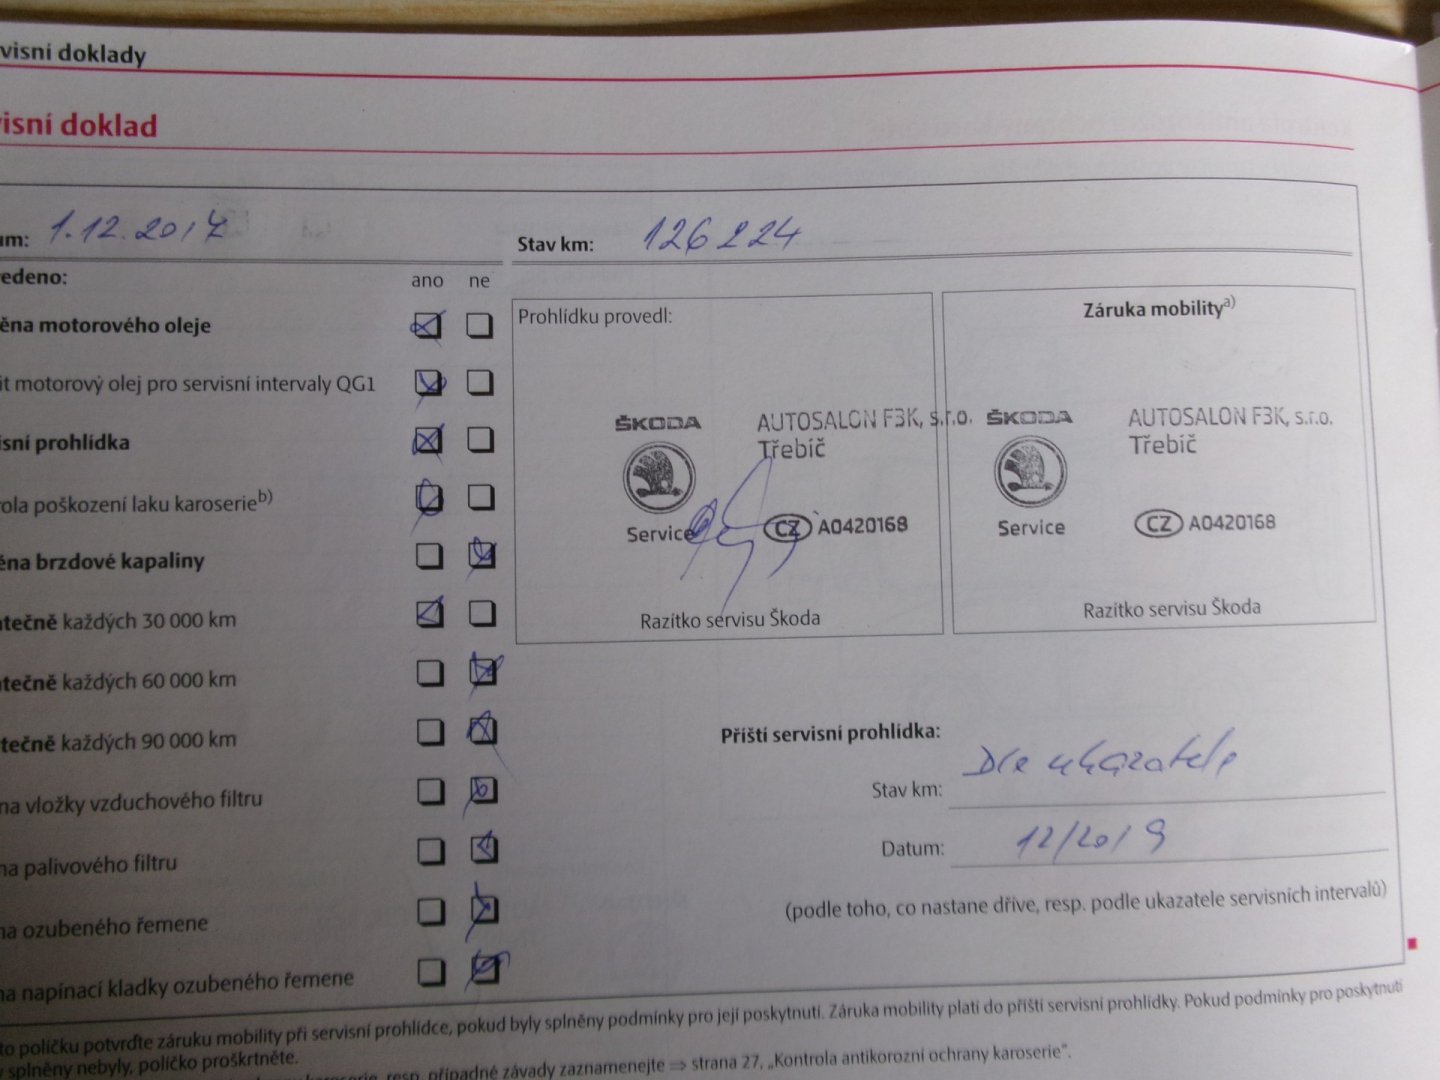 visní doklady
visní doklad
um: 1.12.2017
Stav km: 126224
edeno:
ano ne
ěna motorového oleje
it motorový olej pro servisní intervaly QG1
isní prohlídka
rola poškození laku karoserie b)
ěna brzdové kapaliny
atečně každých 30 000 km
atečně každých 60 000 km
tečně každých 90 000 km
na vložky vzduchového filtru
na palivového filtru
na ozubeného řemene
na napínací kladky ozubeného řemene
Prohlídku provedl:
ŠKODA AUTOSALON F3K, s.r.o.
Třebíč
Service CZ A0420168
Razítko servisu Škoda
Záruka mobility a)
ŠKODA AUTOSALON F3K, s.r.o.
Třebíč
Service CZ A0420168
Razítko servisu Škoda
Příští servisní prohlídka:
Stav km: Dle ukazatele
Datum: 12/2019
(podle toho, co nastane dříve, resp. podle ukazatele servisních intervalů)
to políčku potvrďte záruku mobility při servisní prohlídce, pokud byly splněny podmínky pro její poskytnutí. Záruka mobility platí do příští servisní prohlídky. Pokud podmínky pro poskytnutí
splněny nebyly, políčko proškrtněte.
karoserie, resp. případné závady zaznamenejte ⇒ strana 27, „Kontrola antikorozní ochrany karoserie“.